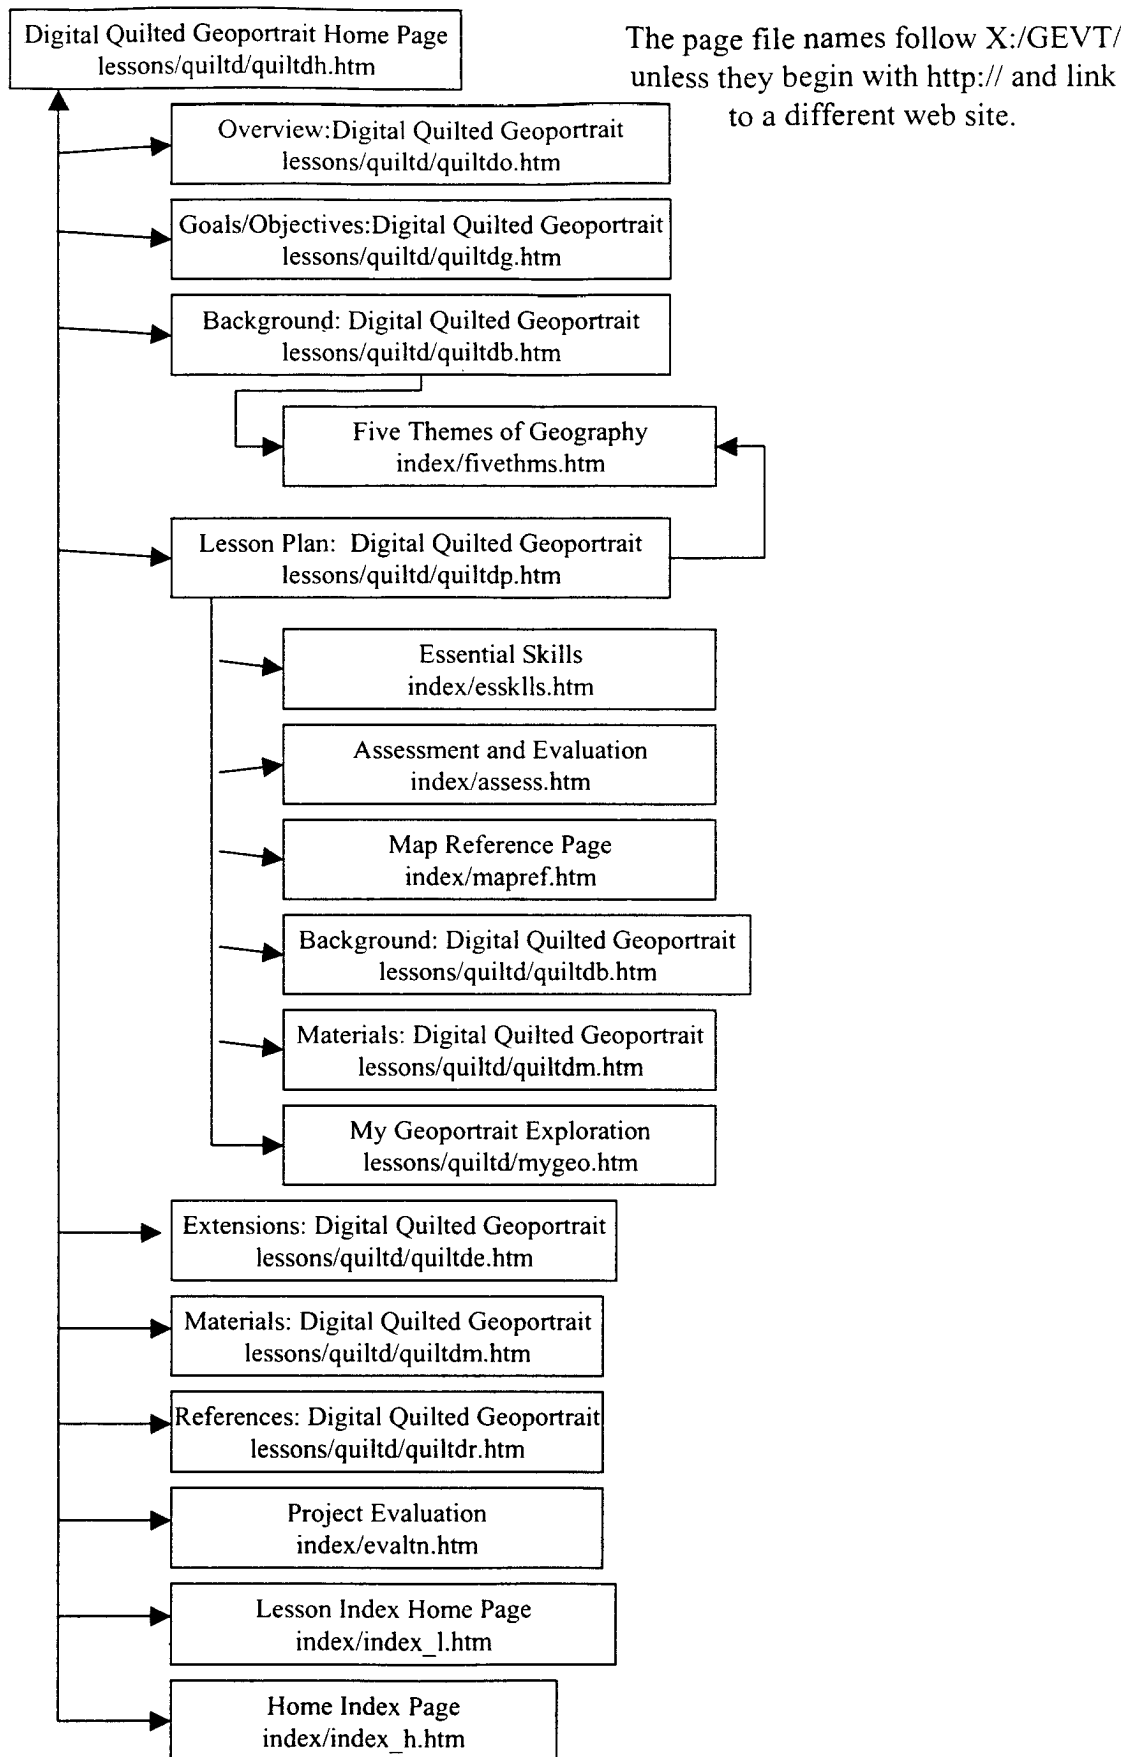 Digital Quilted Geoportrait Home Page
lessons/quiltd/quiltdh.htm
The page file names follow X:/GEVT/
unless they begin with http:// and link
to a different web site.
Overview:Digital Quilted Geoportrait
lessons/quiltd/quiltdo.htm
Goals/Objectives:Digital Quilted Geoportrait
lessons/quiltd/quiltdg.htm
Background: Digital Quilted Geoportrait
lessons/quiltd/quiltdb.htm
Five Themes of Geography
index/fivethms.htm
Lesson Plan: Digital Quilted Geoportrait
lessons/quiltd/quiltdp.htm
Essential Skills
index/essklls.htm
Assessment and Evaluation
index/assess.htm
Map Reference Page
index/mapref.htm
Background: Digital Quilted Geoportrait
lessons/quiltd/quiltdb.htm
Materials: Digital Quilted Geoportrait
lessons/quiltd/quiltdm.htm
My Geoportrait Exploration
lessons/quiltd/mygeo.htm
Extensions: Digital Quilted Geoportrait
lessons/quiltd/quiltde.htm
Materials: Digital Quilted Geoportrait
lessons/quiltd/quiltdm.htm
References: Digital Quilted Geoportrait
lessons/quiltd/quiltdr.htm
Project Evaluation
index/evaltn.htm
Lesson Index Home Page
index/index_l.htm
Home Index Page
index/index_h.htm